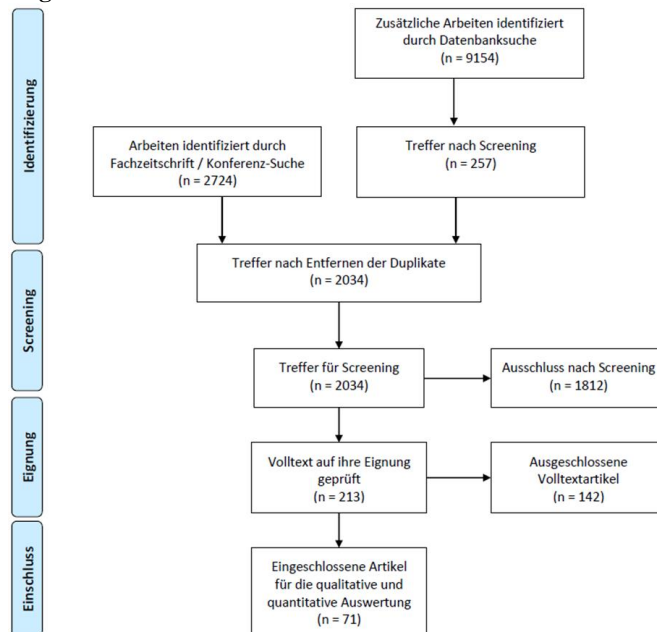 Identifizierung
Zusätzliche Arbeiten identifiziert
durch Datenbanksuche
(n = 9154)
Arbeiten identifiziert durch
Fachzeitschrift / Konferenz-Suche
(n = 2724)
Treffer nach Screening
(n = 257)
Treffer nach Entfernen der Duplikate
(n = 2034)
Screening
Treffer für Screening
(n = 2034)
Ausschluss nach Screening
(n = 1812)
Eignung
Volltext auf ihre Eignung
geprüft
(n = 213)
Ausgeschlossene
Volltextartikel
(n = 142)
Einschluss
Eingeschlossene Artikel
für die qualitative und
quantitative Auswertung
(n = 71)